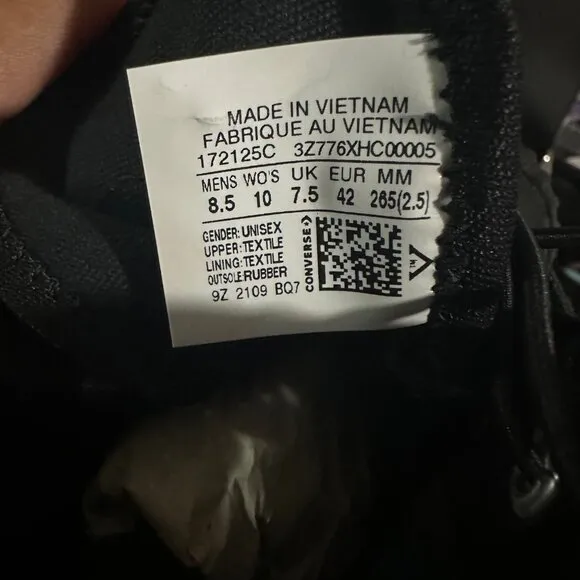 MADE IN VIETNAM
FABRIQUE AU VIETNAM
172125C 3Z776XHC00005
MENS WO'S UK EUR MM
8.5 10 7.5 42 265(2.5)
GENDER: UNISEX
UPPER: TEXTILE
LINING: TEXTILE
OUTSOLE: RUBBER
9Z 2109 BQ7
CONVERSE
TM